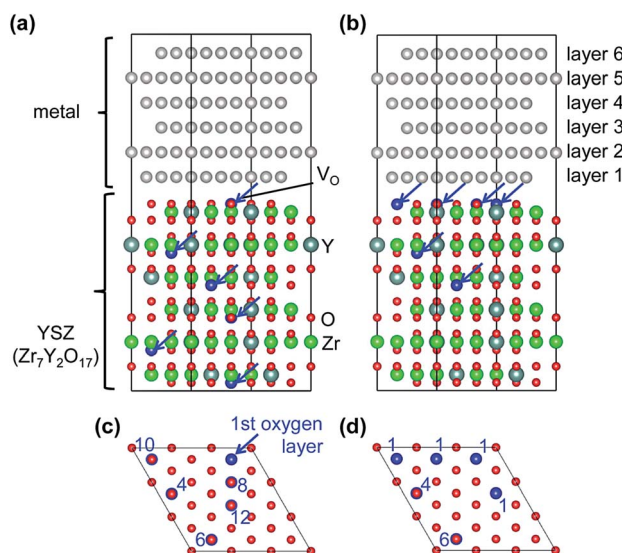 (a)
(b)
metal
layer 6
layer 5
layer 4
layer 3
layer 2
layer 1
V_O
Y
O
Zr
YSZ
(Zr₇Y₂O₁₇)
(c)
1st oxygen
layer
(d)
10
4
8
12
6
1
1
1
4
1
6